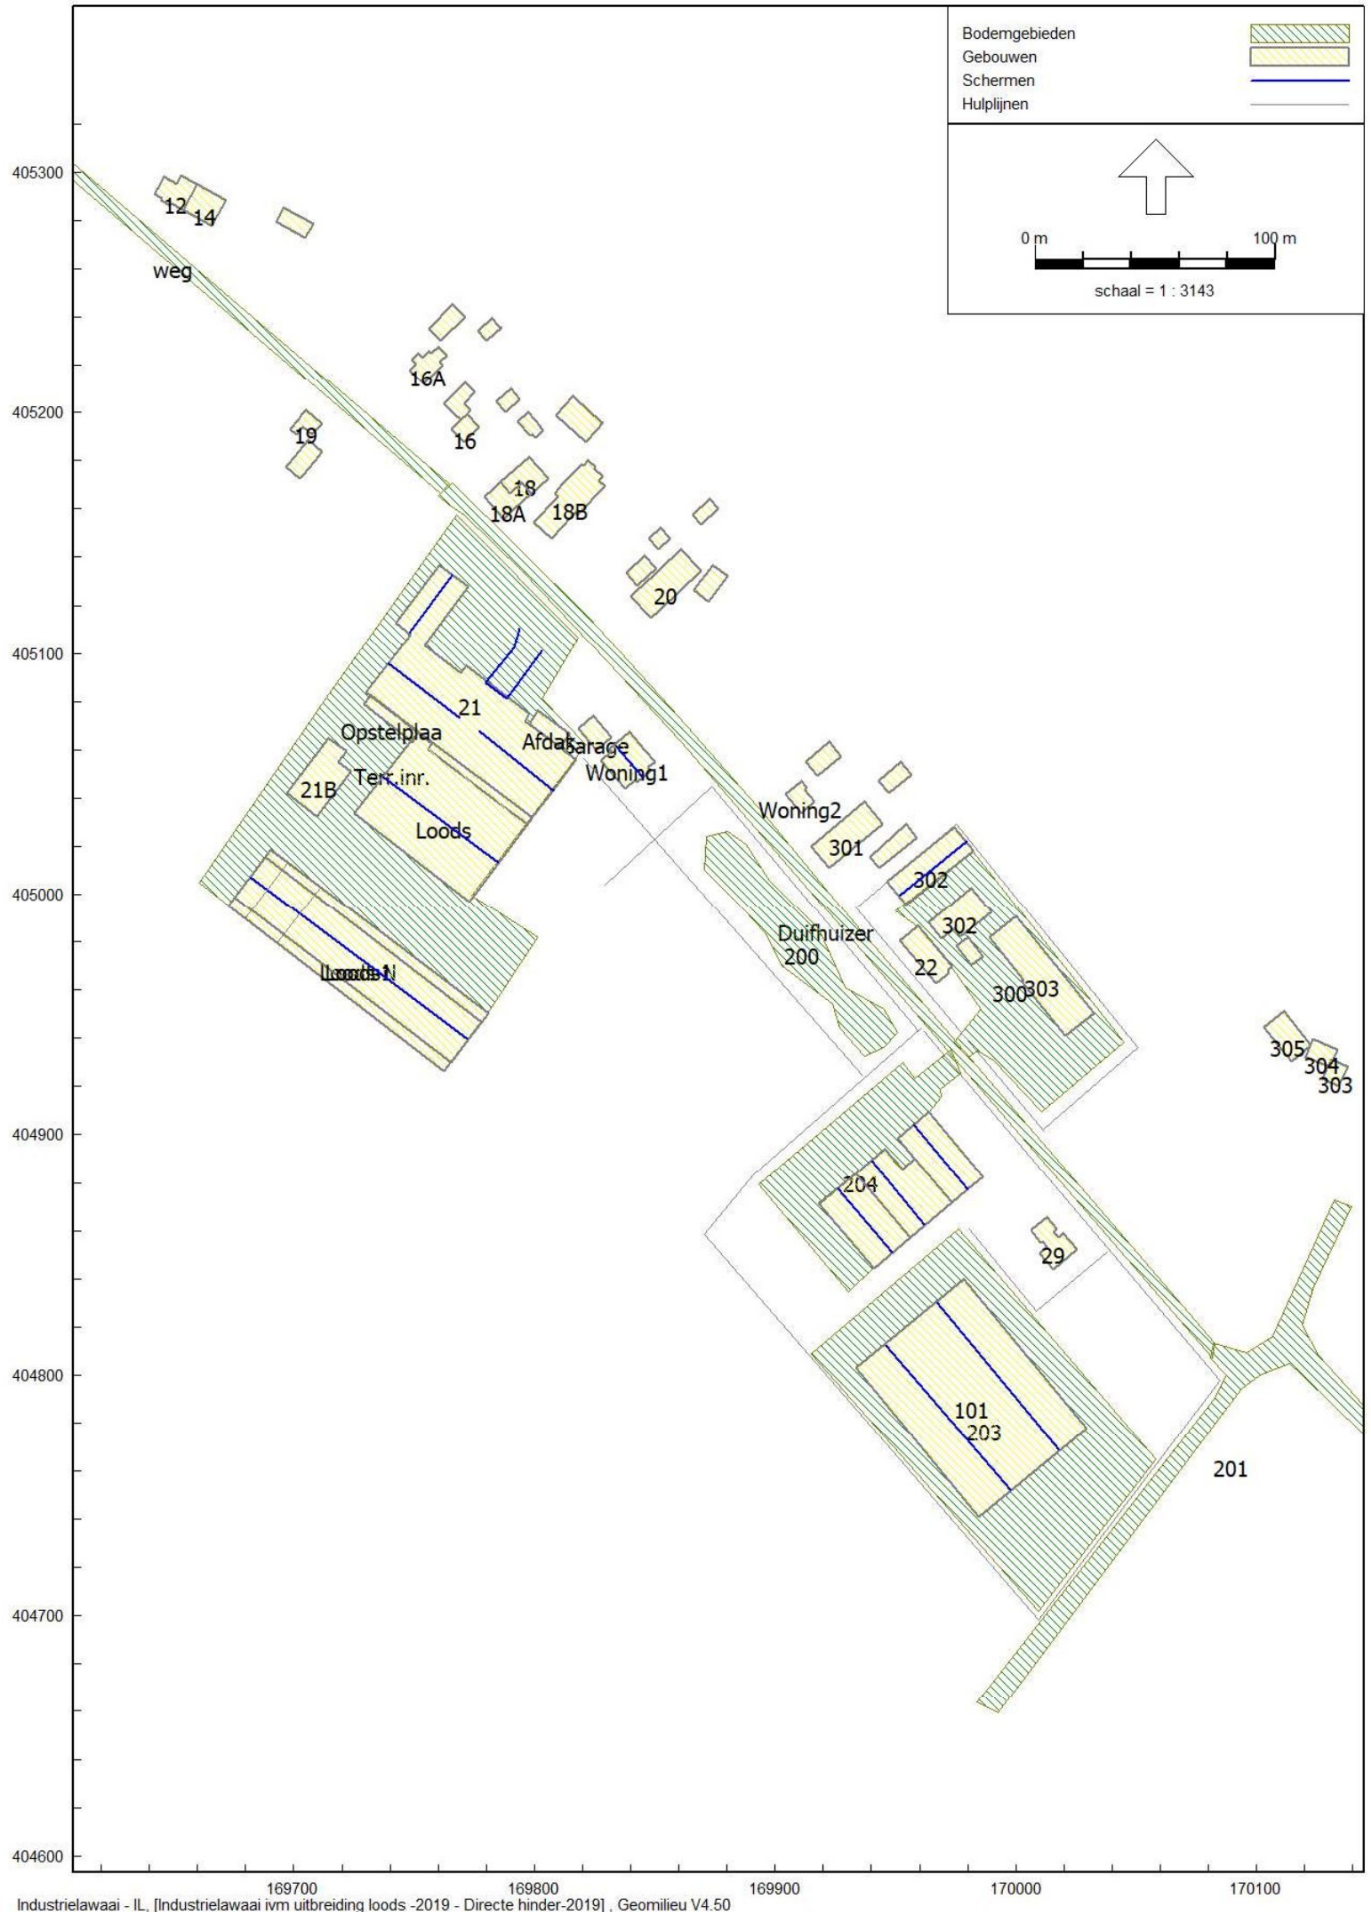 Bodemgebieden
Gebouwen
Schermen
Hulplijnen
0 m 100 m
schaal = 1 : 3143
405300
12
14
weg
16A
405200
19
16
18
18A
18B
20
405100
21
Opstelplaa
Afdak
Garage
Terr.inr.
Woning1
21B
Woning2
Loods
301
405000
302
302
Duifhuizer
200
22
Loods1
300
303
305
304
303
404900
204
29
404800
101
203
201
404700
404600
169700 169800 169900 170000 170100
Industrielawaai - IL, [Industrielawaai ivm uitbreiding loods -2019 - Directe hinder-2019] , Geomilieu V4.50